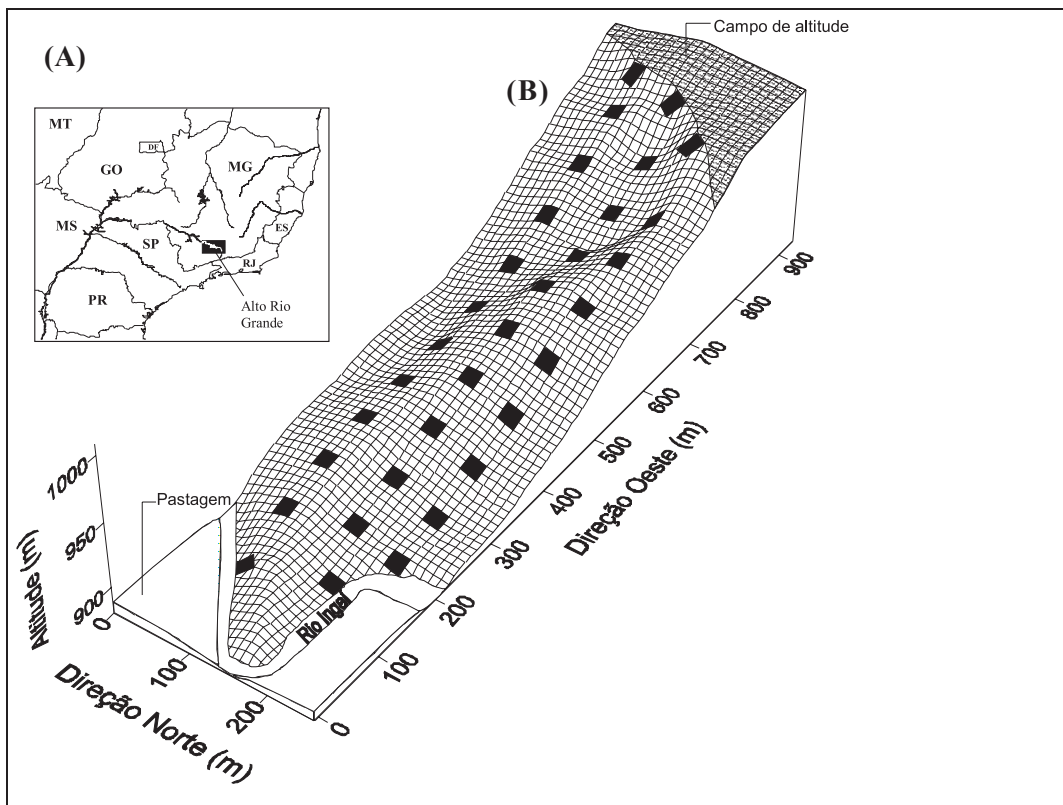 (A)
MT
GO
DF
MG
MS
SP
ES
RJ
PR
Alto Rio
Grande
(B)
Campo de altitude
Pastagem
Rio Ingaí
Altitude (m)
1000
950
900
Direção Norte (m)
0
100
200
Direção Oeste (m)
0
100
200
300
400
500
600
700
800
900